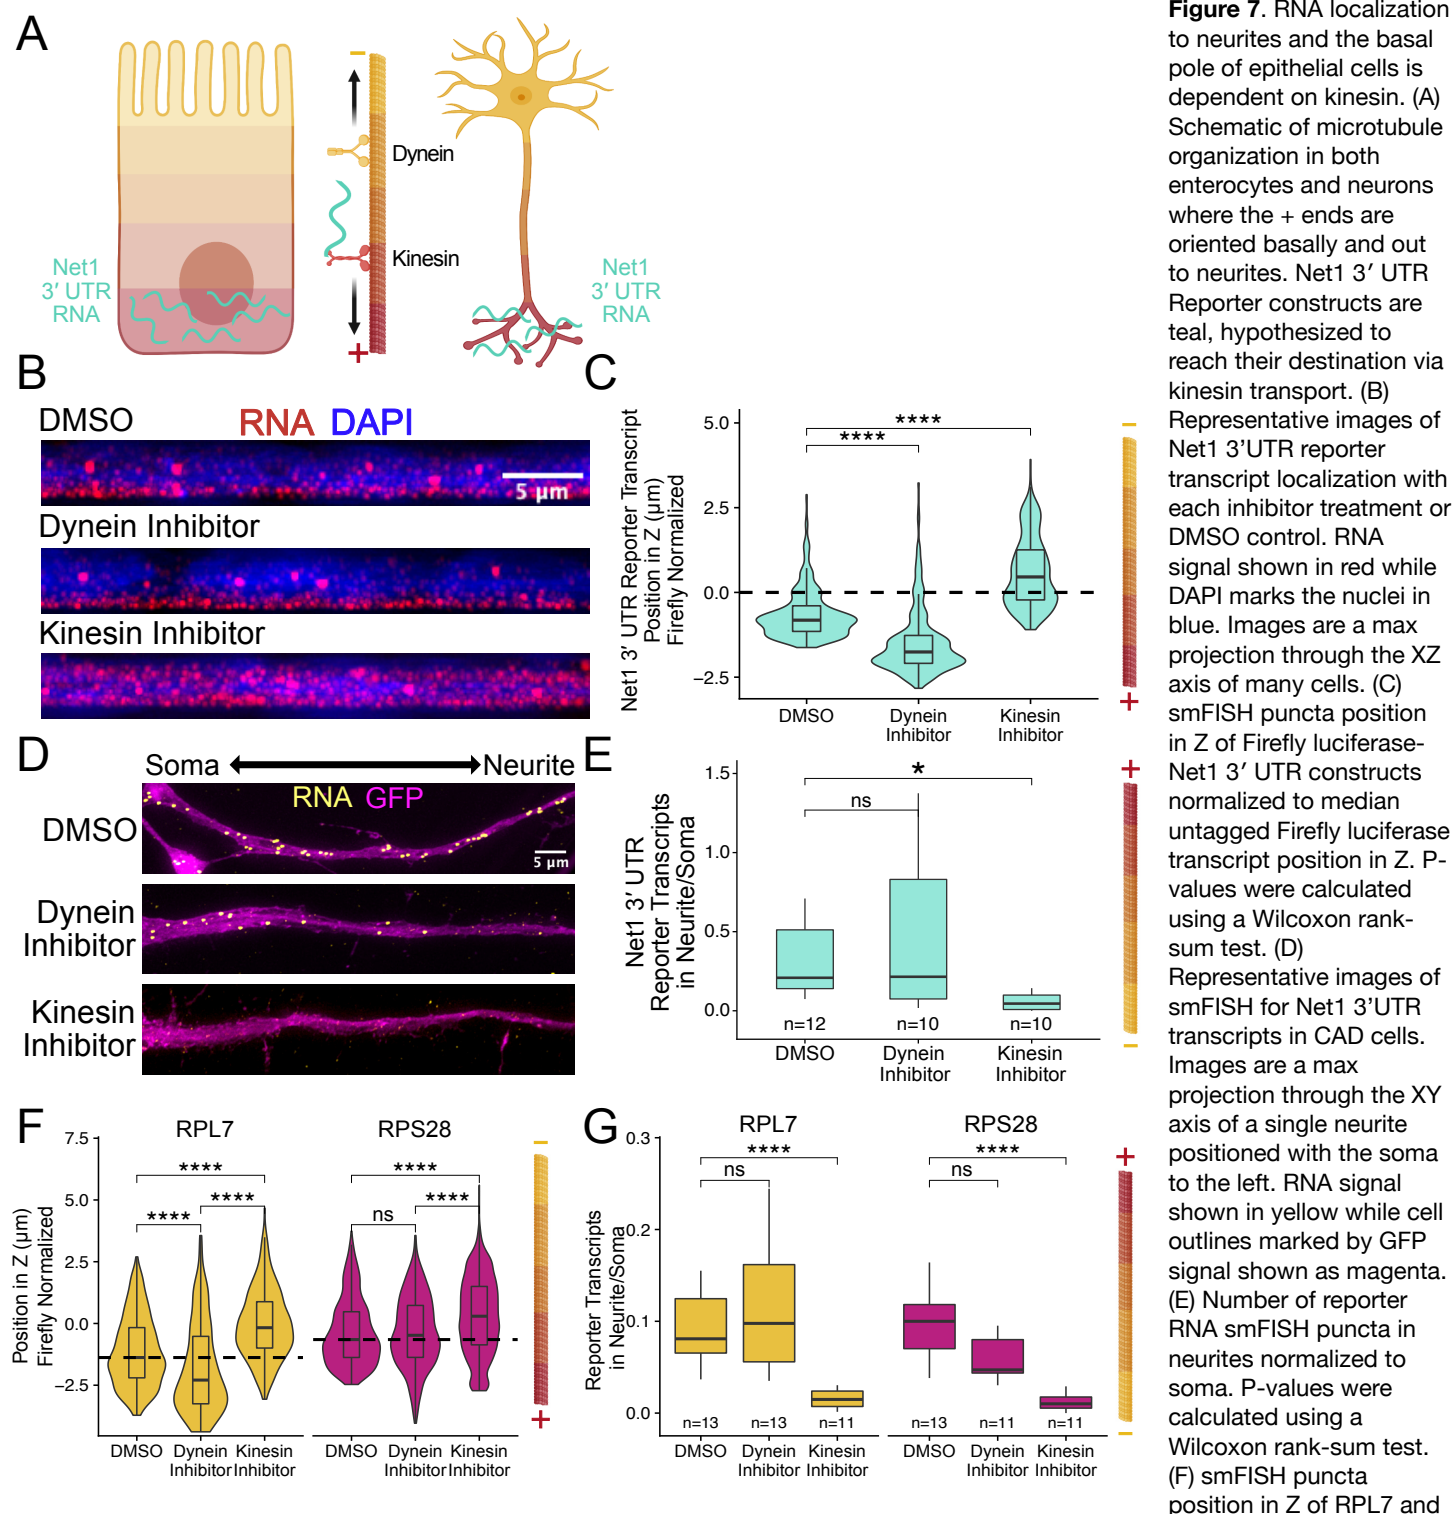 A
−
Dynein
Kinesin
+
Net1
3′ UTR
RNA
Net1
3′ UTR
RNA
B
DMSO
RNA DAPI
5 µm
Dynein Inhibitor
Kinesin Inhibitor
C
Net1 3′ UTR Reporter Transcript
Position in Z (µm)
Firefly Normalized
5.0
2.5
0.0
−2.5
****
****
DMSO
Dynein
Inhibitor
Kinesin
Inhibitor
−
+
D
Soma
Neurite
RNA GFP
DMSO
5 µm
Dynein
Inhibitor
Kinesin
Inhibitor
E
Net1 3′ UTR
Reporter Transcripts
in Neurite/Soma
1.5
1.0
0.5
0.0
*
ns
n=12
n=10
n=10
DMSO
Dynein
Inhibitor
Kinesin
Inhibitor
+
−
F
RPL7
RPS28
Position in Z (µm)
Firefly Normalized
7.5
5.0
2.5
0.0
−2.5
****
****
****
****
****
ns
DMSO
Dynein
Inhibitor
Kinesin
Inhibitor
DMSO
Dynein
Inhibitor
Kinesin
Inhibitor
−
+
G
RPL7
RPS28
Reporter Transcripts
in Neurite/Soma
0.3
0.2
0.1
0.0
****
ns
****
ns
n=13
n=13
n=11
n=13
n=11
n=11
DMSO
Dynein
Inhibitor
Kinesin
Inhibitor
DMSO
Dynein
Inhibitor
Kinesin
Inhibitor
+
−
Figure 7. RNA localization
to neurites and the basal
pole of epithelial cells is
dependent on kinesin. (A)
Schematic of microtubule
organization in both
enterocytes and neurons
where the + ends are
oriented basally and out
to neurites. Net1 3′ UTR
Reporter constructs are
teal, hypothesized to
reach their destination via
kinesin transport. (B)
Representative images of
Net1 3’UTR reporter
transcript localization with
each inhibitor treatment or
DMSO control. RNA
signal shown in red while
DAPI marks the nuclei in
blue. Images are a max
projection through the XZ
axis of many cells. (C)
smFISH puncta position
in Z of Firefly luciferase-
Net1 3′ UTR constructs
normalized to median
untagged Firefly luciferase
transcript position in Z. P-
values were calculated
using a Wilcoxon rank-
sum test. (D)
Representative images of
smFISH for Net1 3’UTR
transcripts in CAD cells.
Images are a max
projection through the XY
axis of a single neurite
positioned with the soma
to the left. RNA signal
shown in yellow while cell
outlines marked by GFP
signal shown as magenta.
(E) Number of reporter
RNA smFISH puncta in
neurites normalized to
soma. P-values were
calculated using a
Wilcoxon rank-sum test.
(F) smFISH puncta
position in Z of RPL7 and